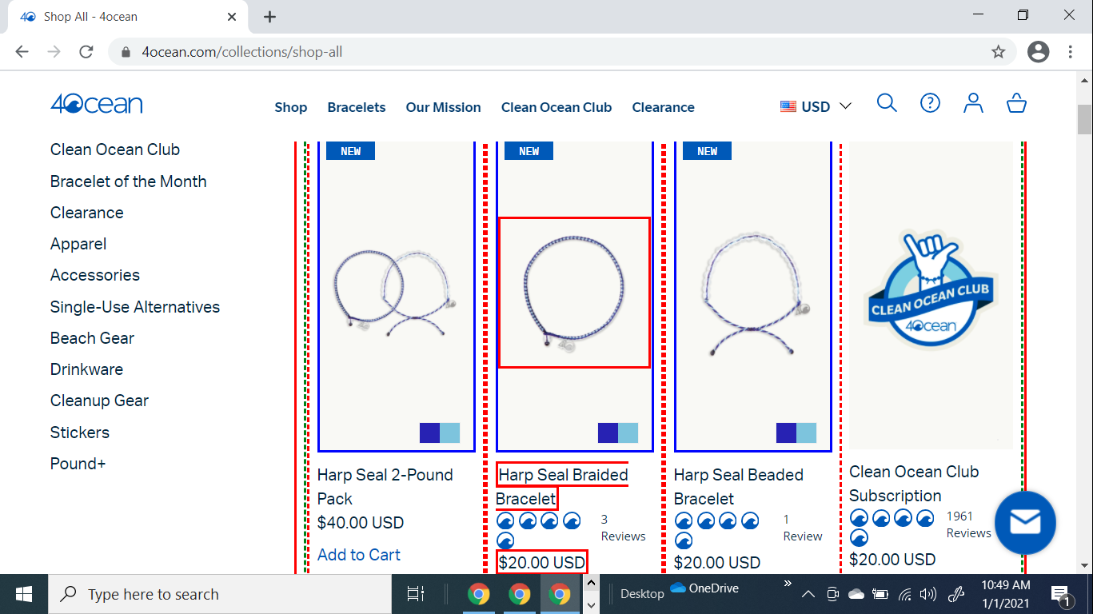 Shop All - 4ocean
4ocean.com/collections/shop-all
4Ocean
Shop Bracelets Our Mission Clean Ocean Club Clearance
USD
Clean Ocean Club
Bracelet of the Month
Clearance
Apparel
Accessories
Single-Use Alternatives
Beach Gear
Drinkware
Cleanup Gear
Stickers
Pound+
NEW
Harp Seal 2-Pound
Pack
$40.00 USD
Add to Cart
NEW
Harp Seal Braided
Bracelet
3
Reviews
$20.00 USD
NEW
Harp Seal Beaded
Bracelet
1
Review
$20.00 USD
CLEAN OCEAN CLUB
4ocean
Clean Ocean Club
Subscription
1961
Reviews
$20.00 USD
Type here to search
Desktop
OneDrive
10:49 AM
1/1/2021
1